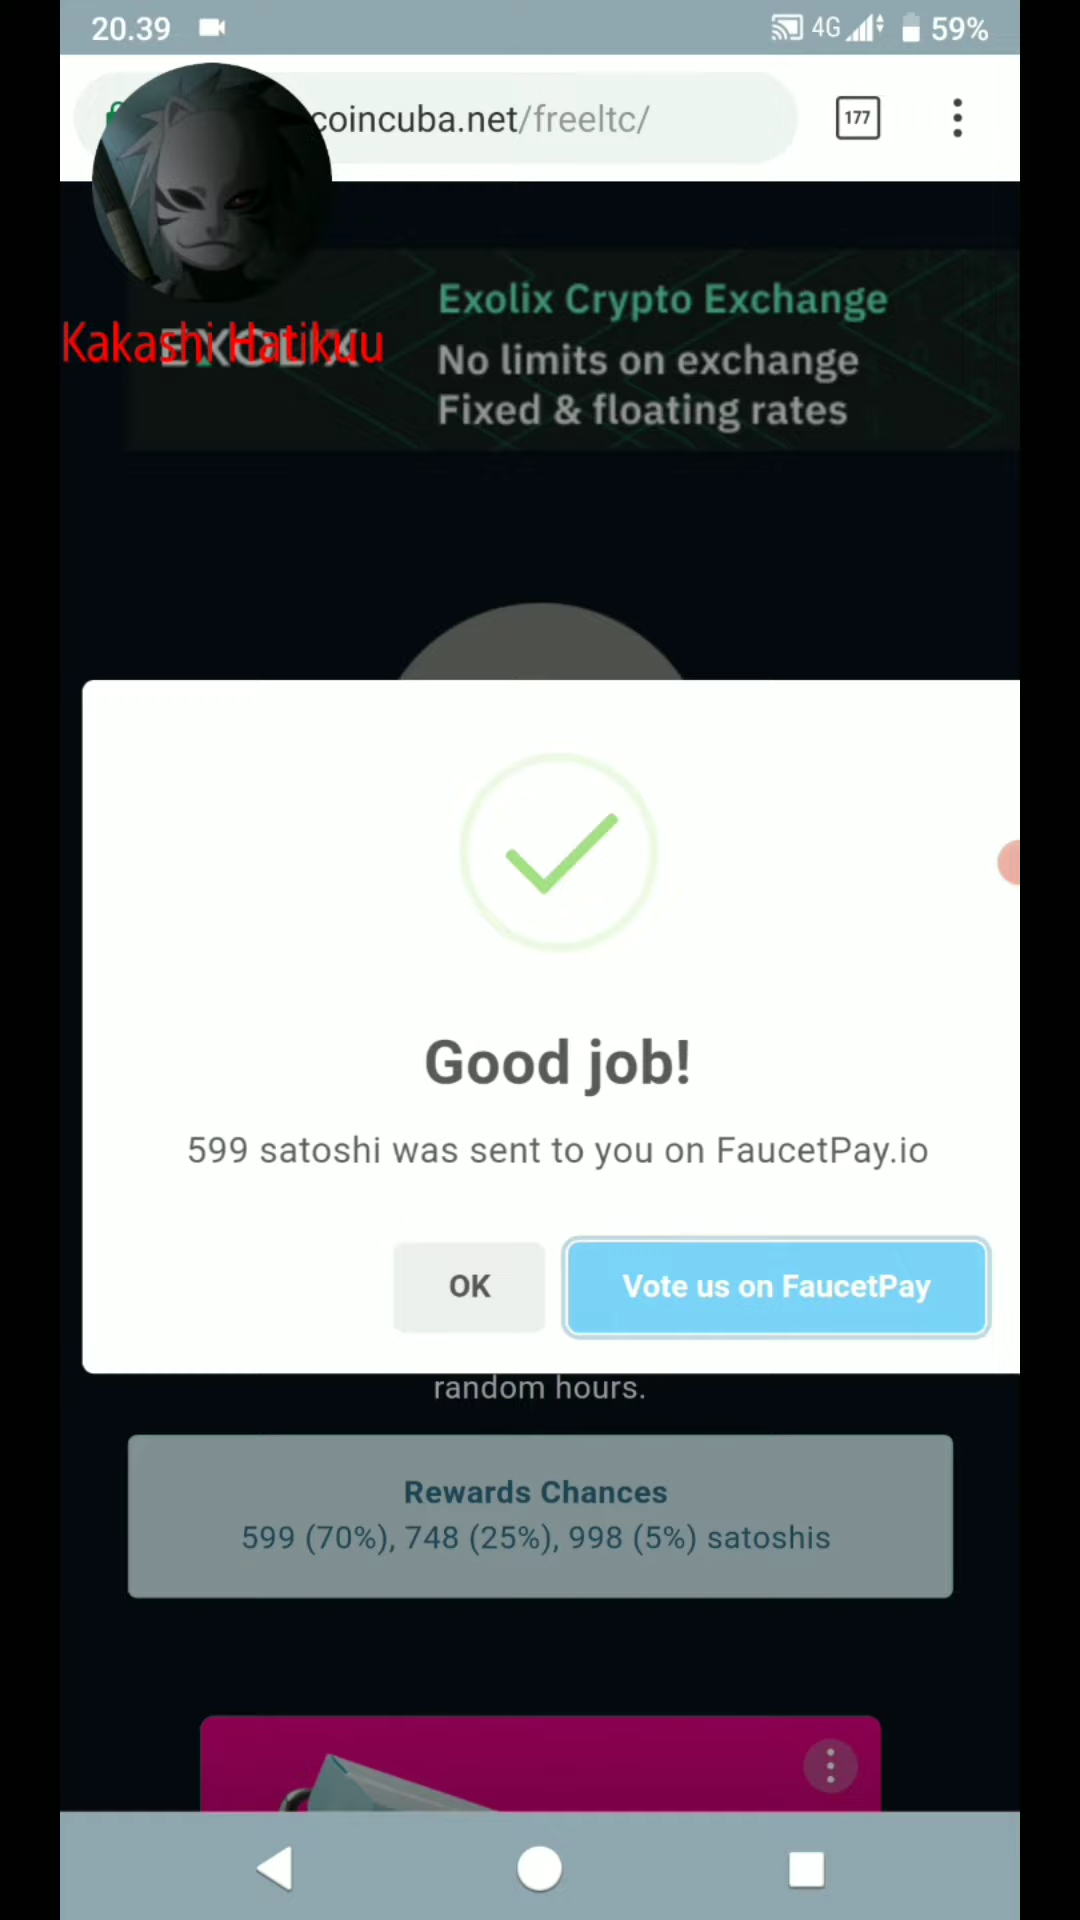 20.39
4G
59%
coincuba.net/freeltc/
177
Exolix Crypto Exchange
Kakashi Hatikuu
EXOLIX
No limits on exchange
Fixed & floating rates
Good job!
599 satoshi was sent to you on FaucetPay.io
OK
Vote us on FaucetPay
random hours.
Rewards Chances
599 (70%), 748 (25%), 998 (5%) satoshis